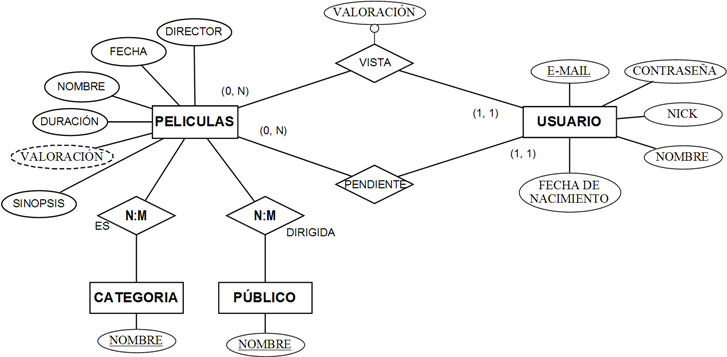 VALORACIÓN
DIRECTOR
FECHA
VISTA
E-MAIL
CONTRASEÑA
NOMBRE
(0, N)
DURACIÓN
PELICULAS
(1, 1)
USUARIO
NICK
(0, N)
VALORACIÓN
(1, 1)
NOMBRE
SINOPSIS
PENDIENTE
FECHA DE
NACIMIENTO
N:M
N:M
ES
DIRIGIDA
CATEGORIA
PÚBLICO
NOMBRE
NOMBRE